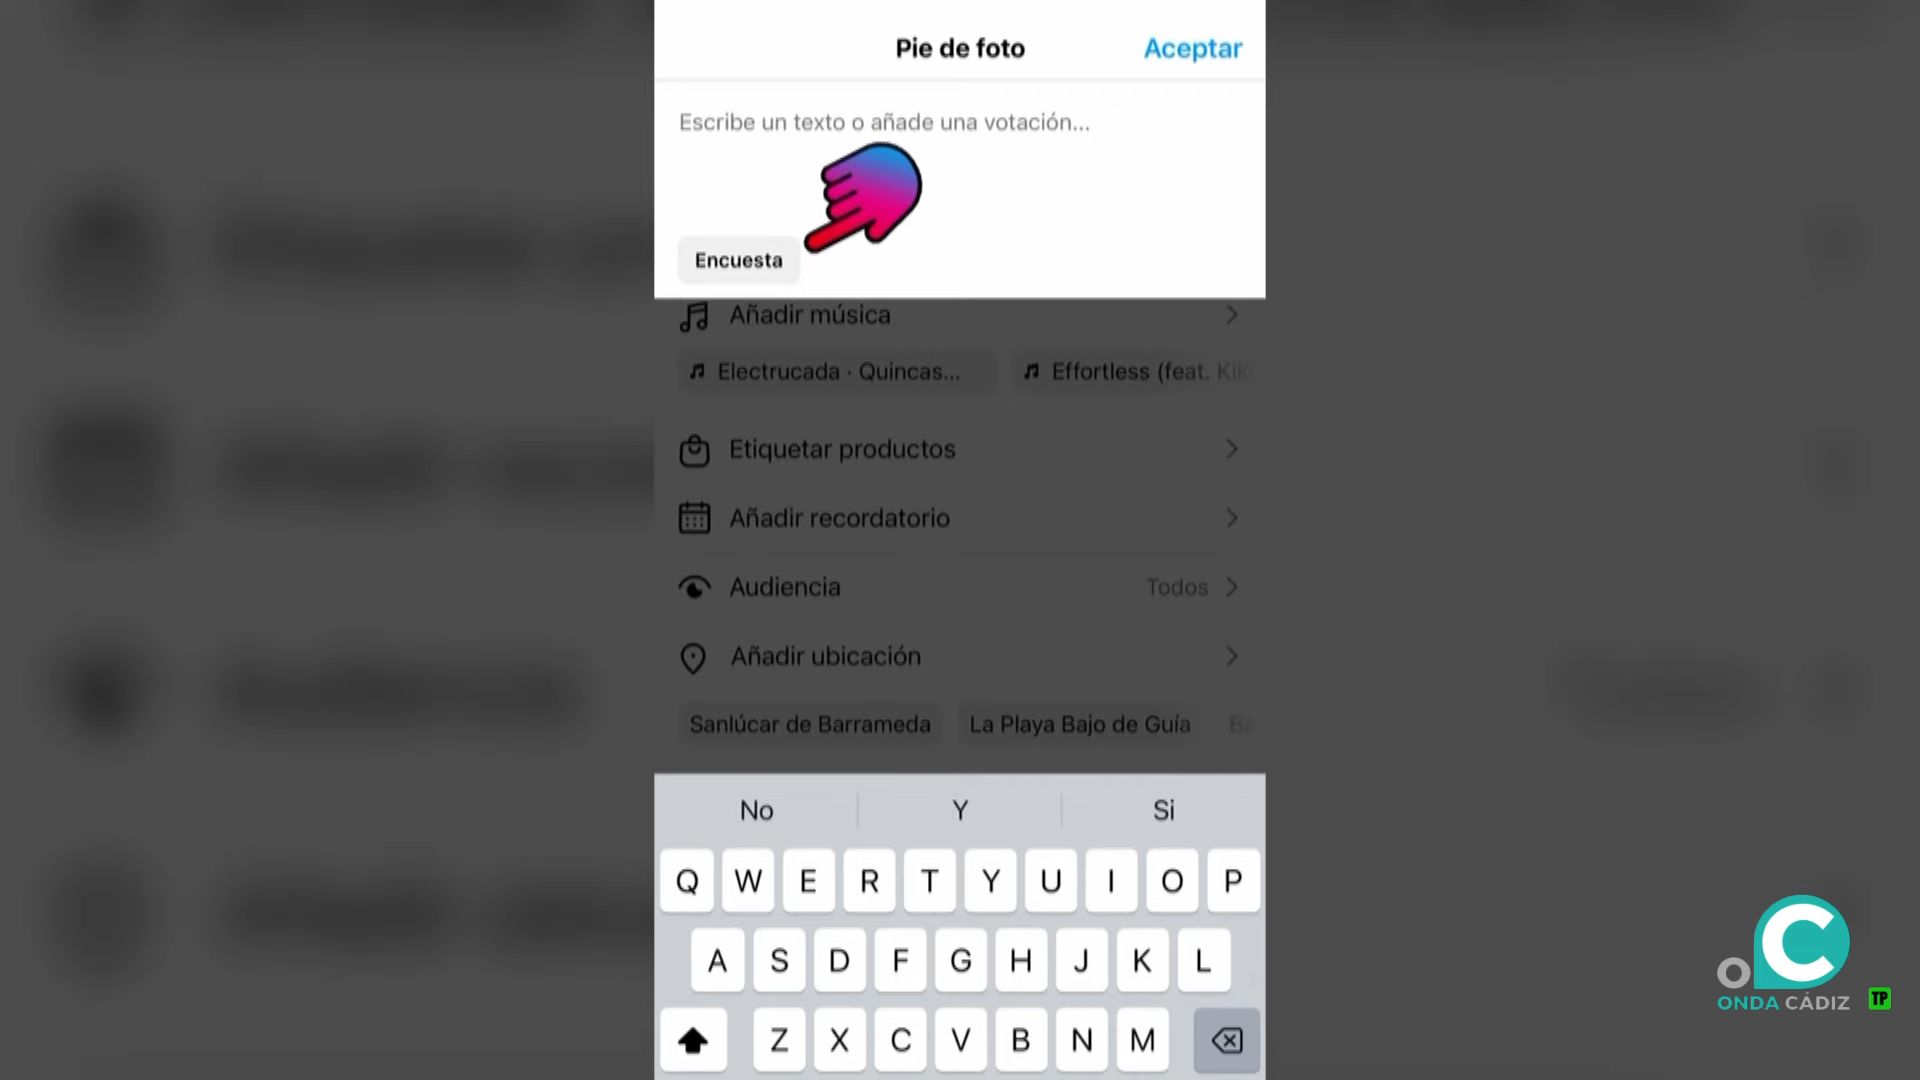 Pie de foto
Aceptar
Escribe un texto o añade una votación...
Encuesta
Añadir música
Electrucada · Quincas...
Effortless (feat. Kik
Etiquetar productos
Añadir recordatorio
Audiencia
Todos
Añadir ubicación
Sanlúcar de Barrameda
La Playa Bajo de Guía
Ba
No
Y
Si
Q W E R T Y U I O P
A S D F G H J K L
Z X C V B N M
ONDA CÁDIZ
TP